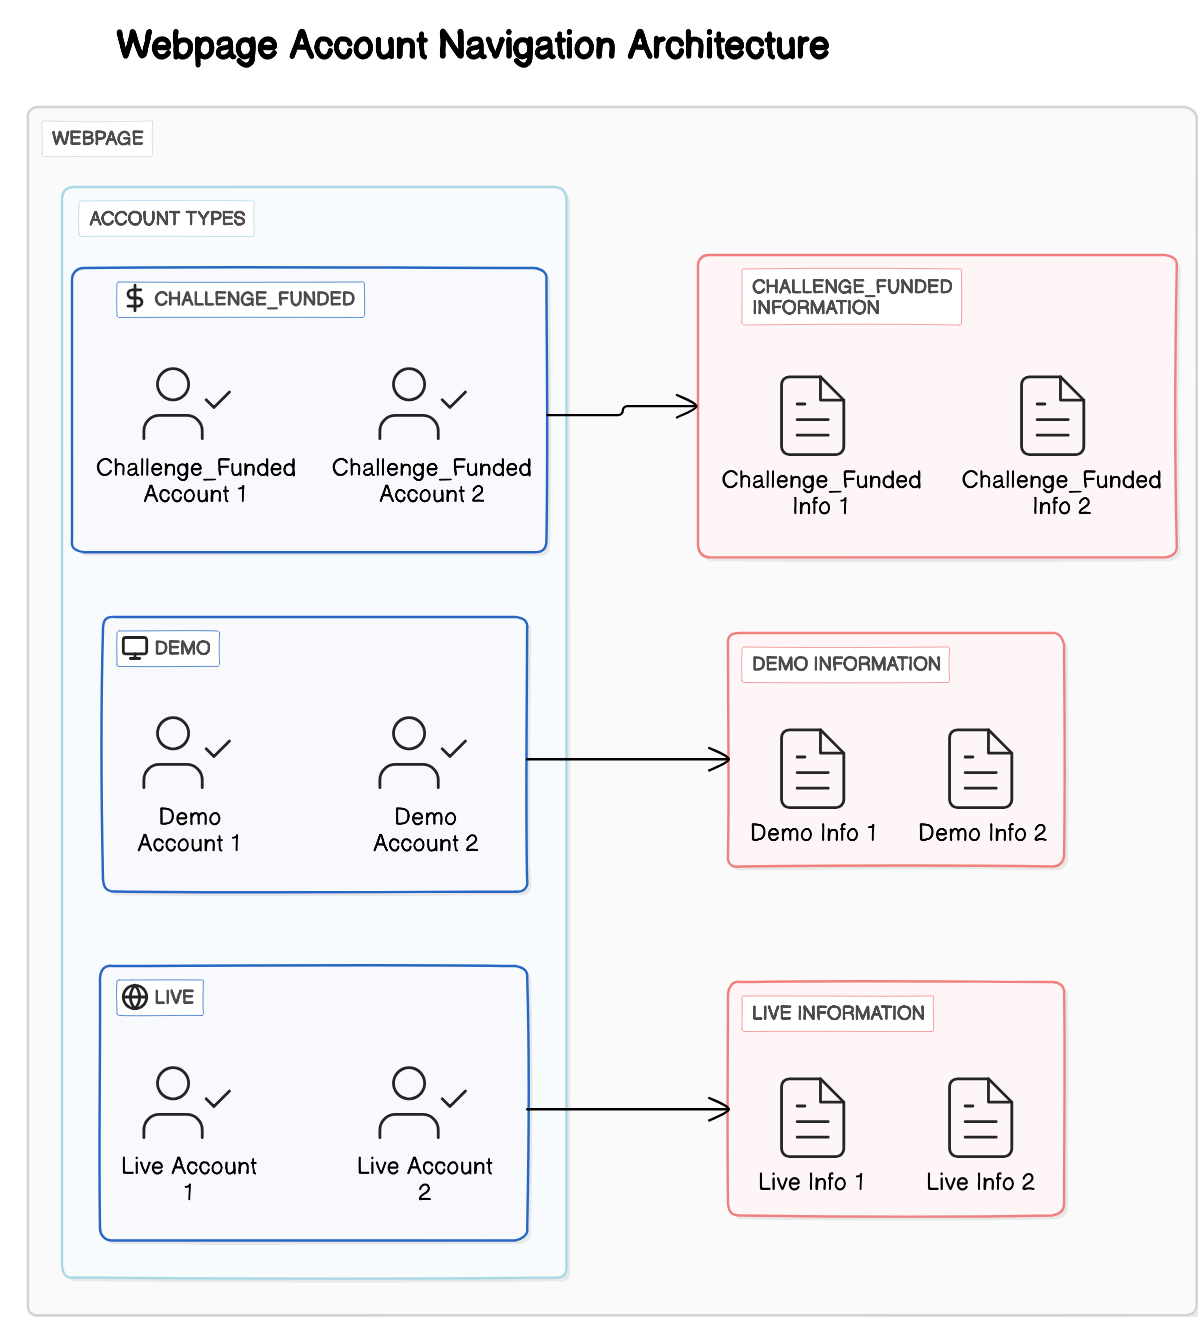 Webpage Account Navigation Architecture
WEBPAGE
ACCOUNT TYPES
CHALLENGE_FUNDED
Challenge_Funded
Account 1
Challenge_Funded
Account 2
CHALLENGE_FUNDED
INFORMATION
Challenge_Funded
Info 1
Challenge_Funded
Info 2
DEMO
Demo
Account 1
Demo
Account 2
DEMO INFORMATION
Demo Info 1
Demo Info 2
LIVE
Live Account
1
Live Account
2
LIVE INFORMATION
Live Info 1
Live Info 2